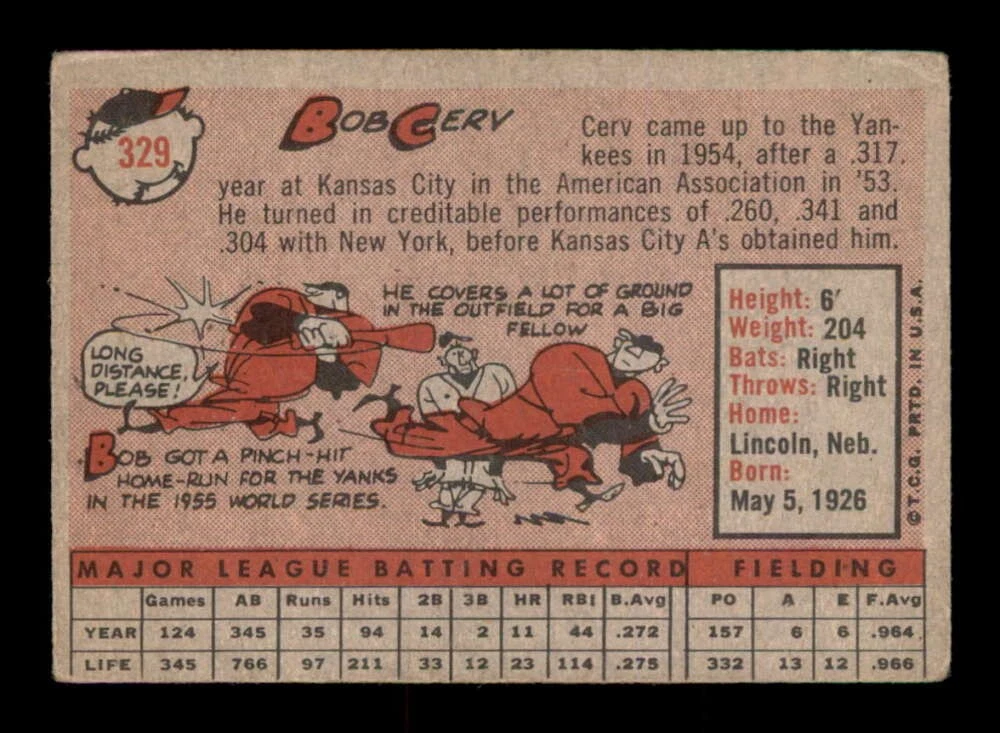 329
BOB CERV
Cerv came up to the Yan-
kees in 1954, after a .317.
year at Kansas City in the American Association in '53.
He turned in creditable performances of .260, .341 and
.304 with New York, before Kansas City A's obtained him.
HE COVERS A LOT OF GROUND
IN THE OUTFIELD FOR A BIG
FELLOW
LONG
DISTANCE,
PLEASE!
BOB GOT A PINCH-HIT
HOME-RUN FOR THE YANKS
IN THE 1955 WORLD SERIES.
Height: 6'
Weight: 204
Bats: Right
Throws: Right
Home:
Lincoln, Neb.
Born:
May 5, 1926
© T.C.G. PRTD. IN U.S.A.
MAJOR LEAGUE BATTING RECORD FIELDING
Games AB Runs Hits 2B 3B HR RBI B.Avg PO A E F.Avg
YEAR 124 345 35 94 14 2 11 44 .272 157 6 6 .964
LIFE 345 766 97 211 33 12 23 114 .275 332 13 12 .966